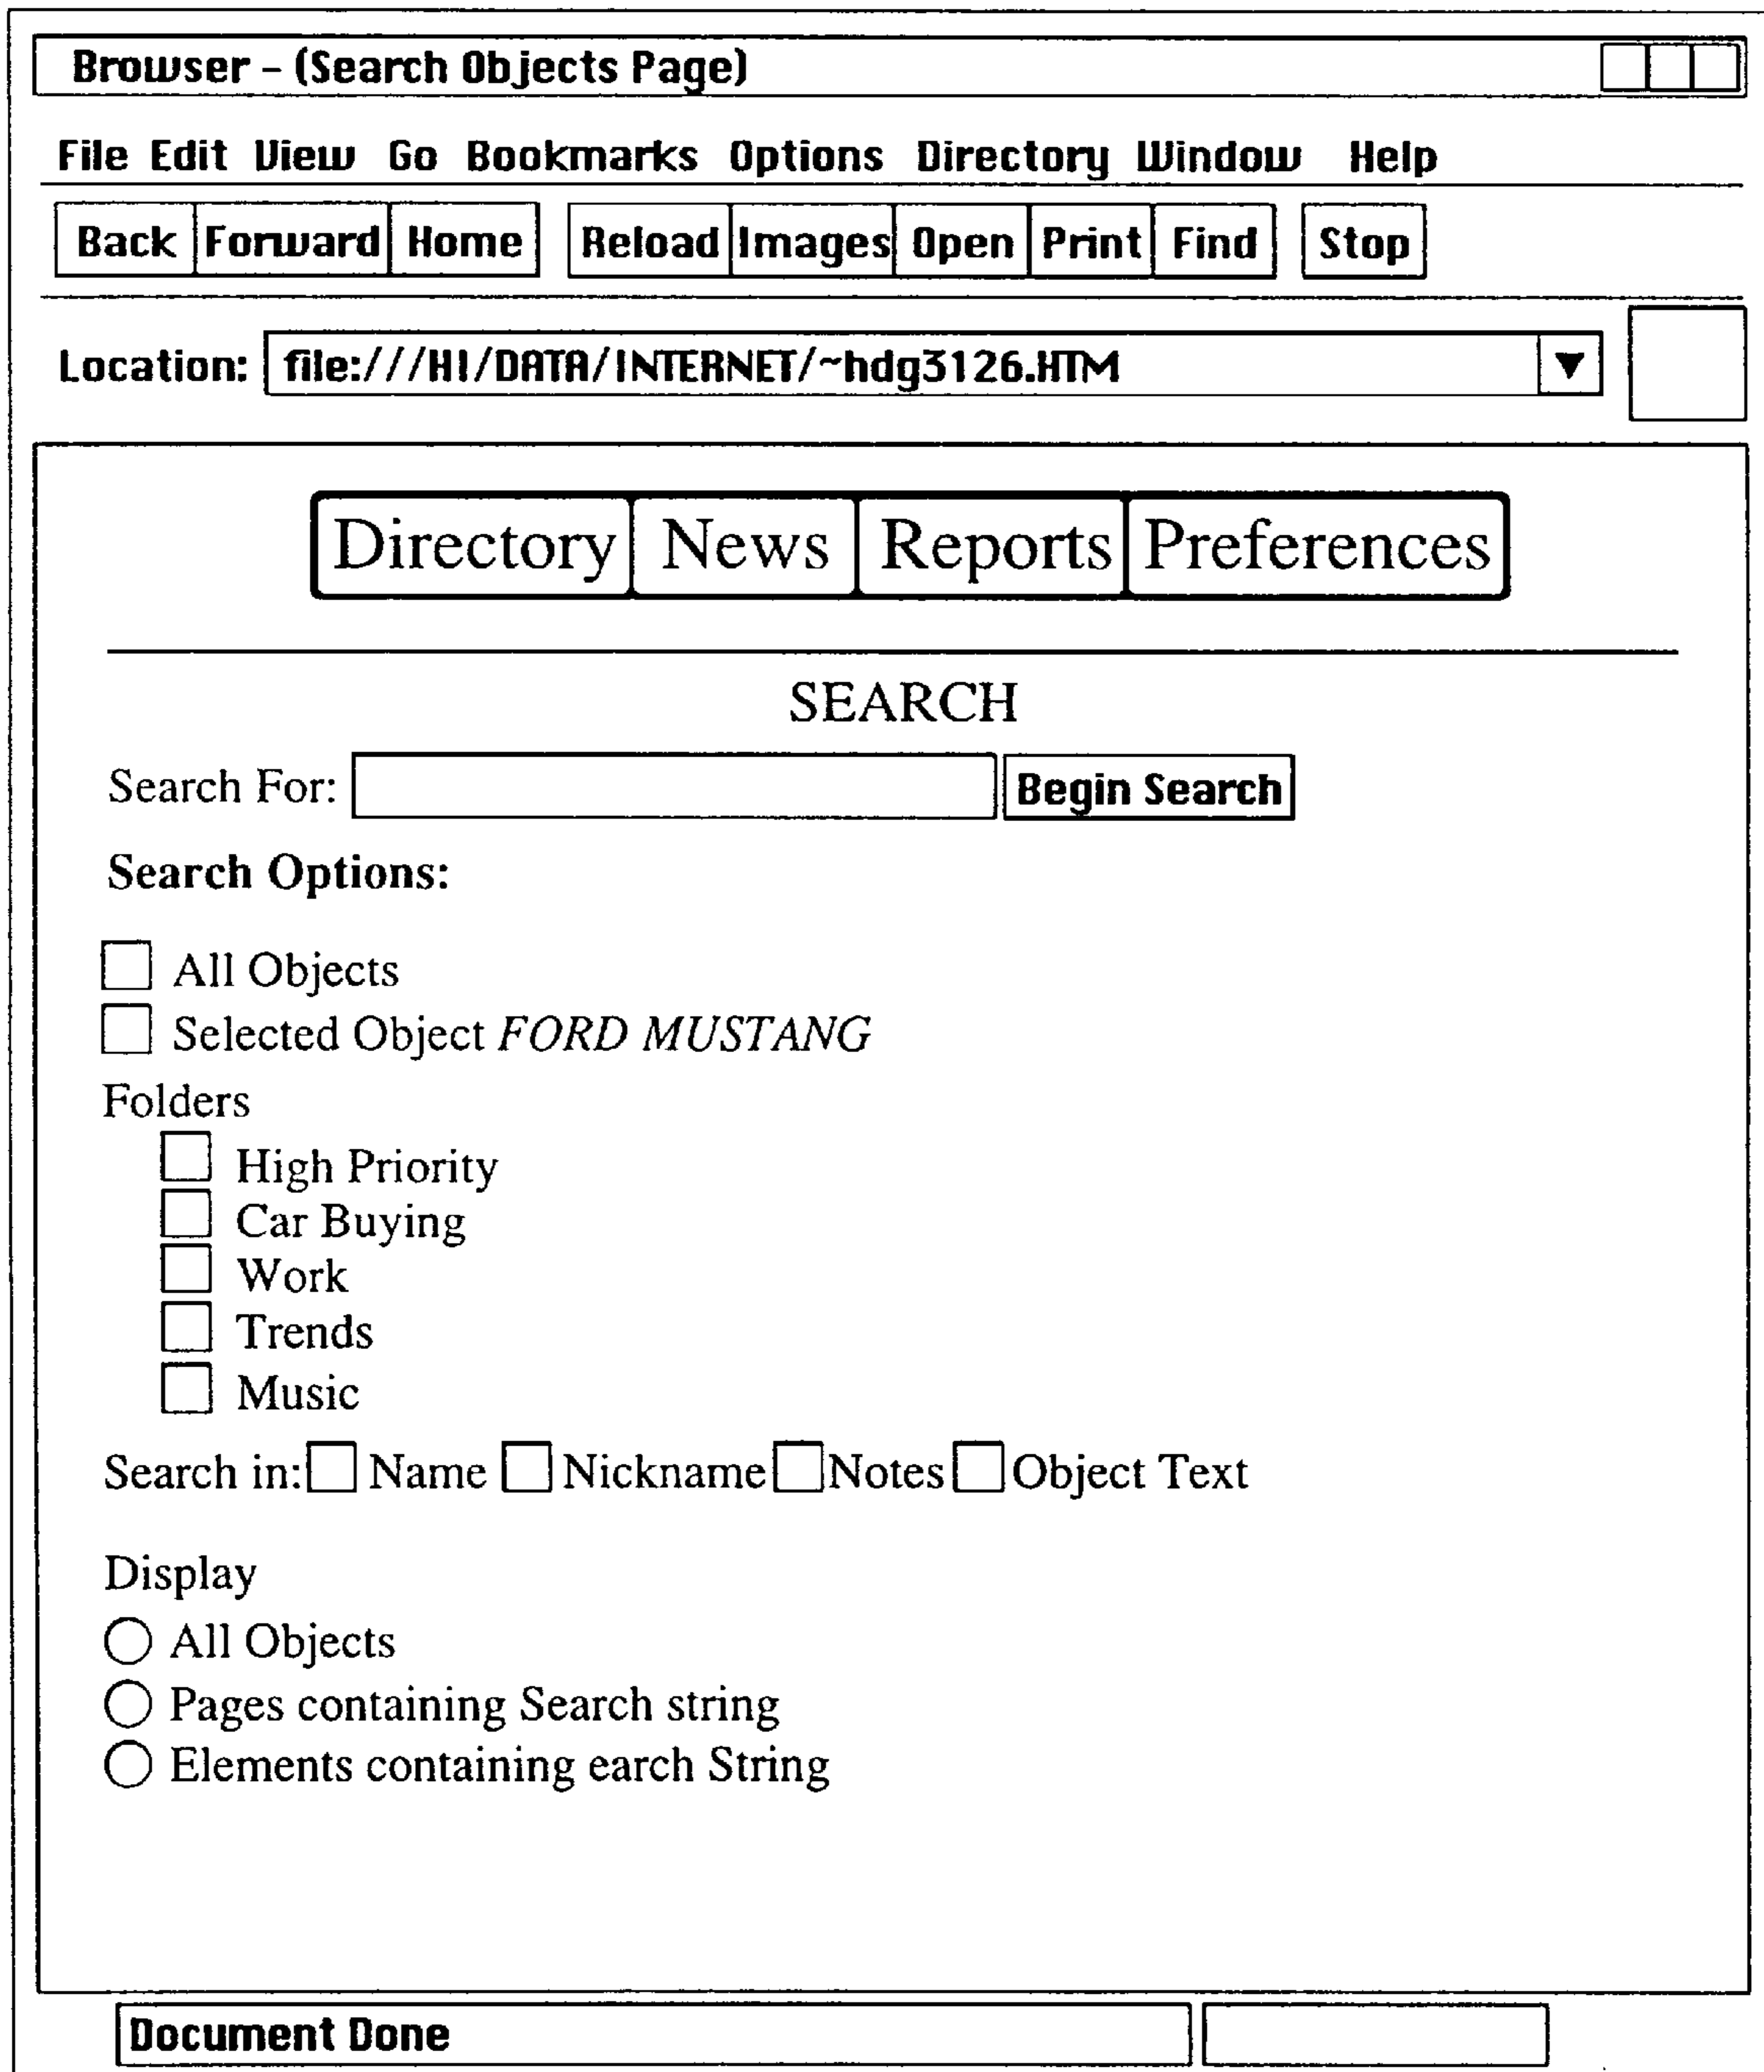 Browser - (Search Objects Page)
File Edit View Go Bookmarks Options Directory Window Help
Back Forward Home Reload Images Open Print Find Stop
Location: file:///HI/DATA/INTERNET/~hdg3126.HTM
Directory News Reports Preferences
SEARCH
Search For: Begin Search
Search Options:
All Objects
Selected Object FORD MUSTANG
Folders
High Priority
Car Buying
Work
Trends
Music
Search in: Name Nickname Notes Object Text
Display
All Objects
Pages containing Search string
Elements containing earch String
Document Done